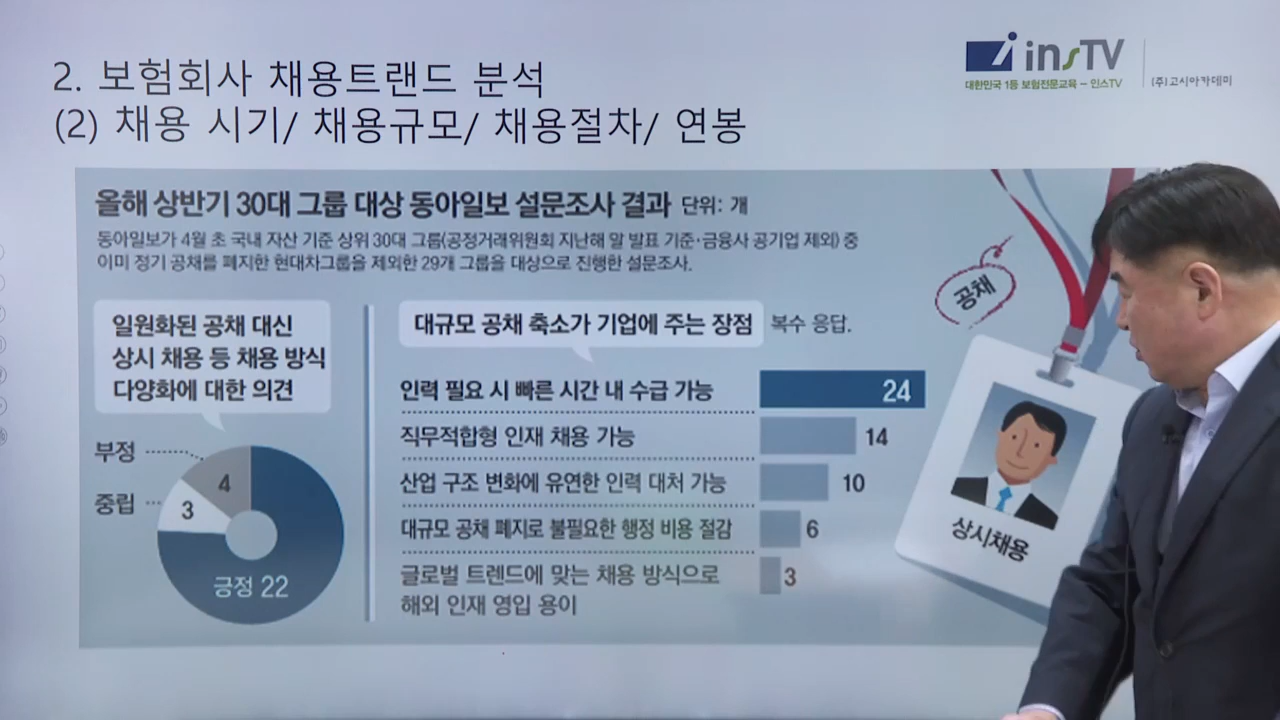 2. 보험회사 채용트랜드 분석
(2) 채용 시기/ 채용규모/ 채용절차/ 연봉
insTV
대한민국 1등 보험전문교육 – 인스TV
(주)고시아카데미
올해 상반기 30대 그룹 대상 동아일보 설문조사 결과 단위: 개
동아일보가 4월 초 국내 자산 기준 상위 30대 그룹(공정거래위원회 지난해 말 발표 기준·금융사 공기업 제외) 중
이미 정기 공채를 폐지한 현대차그룹을 제외한 29개 그룹을 대상으로 진행한 설문조사.
일원화된 공채 대신
상시 채용 등 채용 방식
다양화에 대한 의견
부정
4
중립
3
긍정 22
대규모 공채 축소가 기업에 주는 장점 복수 응답.
인력 필요 시 빠른 시간 내 수급 가능 24
직무적합형 인재 채용 가능 14
산업 구조 변화에 유연한 인력 대처 가능 10
대규모 공채 폐지로 불필요한 행정 비용 절감 6
글로벌 트렌드에 맞는 채용 방식으로 3
해외 인재 영입 용이
공채
상시채용